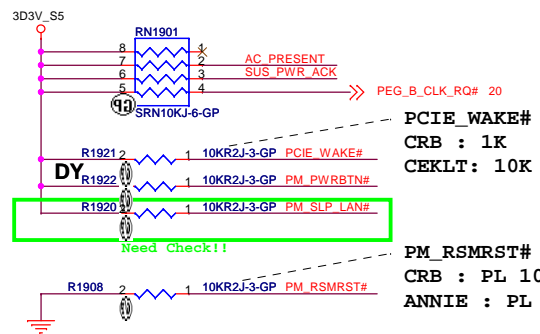 3D3V_S5
RN1901
8 1
7 2 AC_PRESENT
6 3 SUS_PWR_ACK
5 4
PEG_B_CLK_RQ# 20
SRN10KJ-6-GP
PCIE_WAKE#
CRB : 1K
CEKLT: 10K
R1921 2 1 10KR2J-3-GP PCIE_WAKE#
DY
R1922 1 10KR2J-3-GP PM_PWRBTN#
R1920 1 10KR2J-3-GP PM_SLP_LAN#
Need Check!!
PM_RSMRST#
CRB : PL 10
ANNIE : PL
R1908 2 1 10KR2J-3-GP PM_RSMRST#